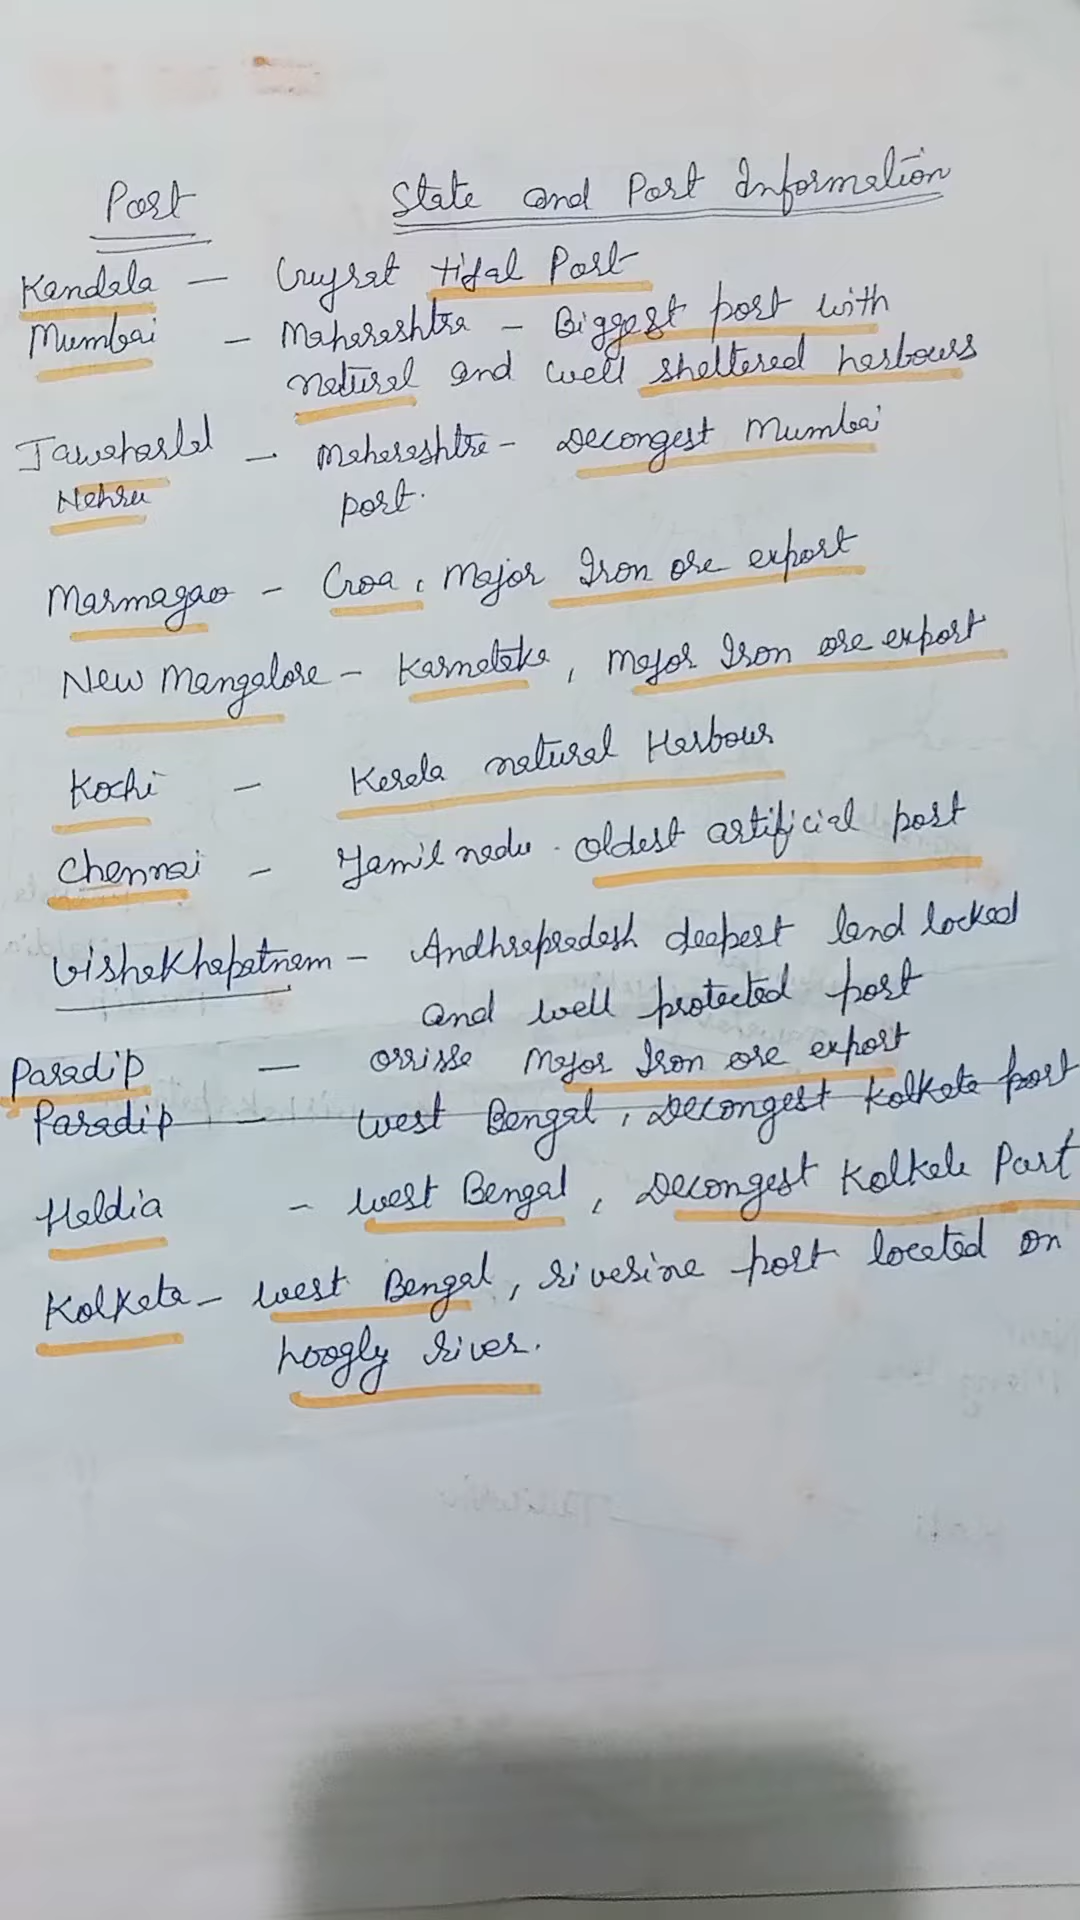 Port State and Port Information
Kandala – Gujrat tidal Port
Mumbai – Maharashtra – Biggest port with
natural and well sheltered harbours
Jawaharlal – Maharashtra – Decongest Mumbai
Nehru port.
Marmagao – Goa, Major Iron ore export
New Mangalore – Karnataka, Major Iron ore export
Kochi – Kerala natural Harbour
Chennai – Tamil nadu . oldest artificial port
Vishakhapatnam – Andhrapradesh deepest land locked
and well protected port
Paradip – orrissa Major Iron ore export
Paradip – West Bengal, Decongest Kolkata port
Haldia – West Bengal, Decongest Kolkata Port
Kolkata – West Bengal, riverine port located on
hoogly river.